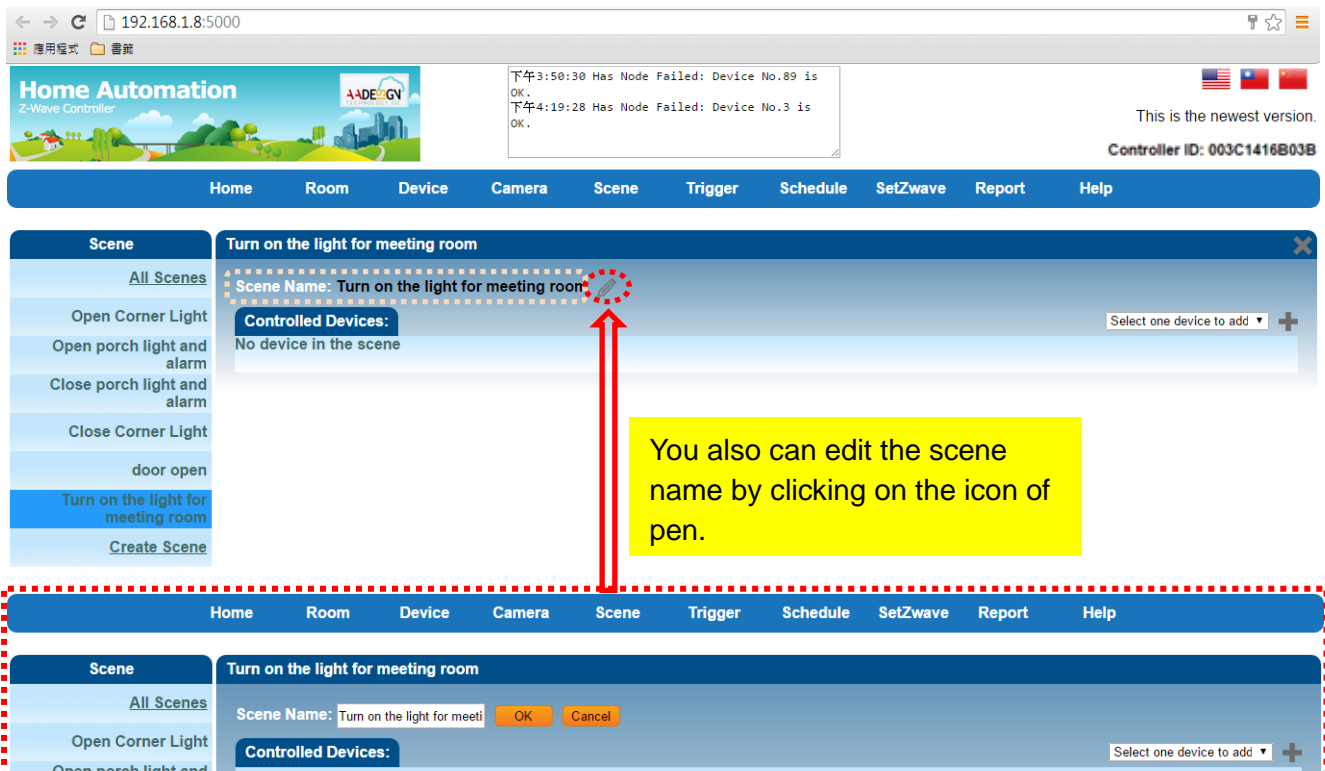 192.168.1.8:5000
應用程式 書籤
Home Automation
Z-Wave Controller
TECHNOLOGY CO.
下午3:50:30 Has Node Failed: Device No.89 is
OK.
下午4:19:28 Has Node Failed: Device No.3 is
OK.
This is the newest version.
Controller ID: 003C1416B03B
Home Room Device Camera Scene Trigger Schedule SetZwave Report Help
Scene
All Scenes
Open Corner Light
Open porch light and
alarm
Close porch light and
alarm
Close Corner Light
door open
Turn on the light for
meeting room
Create Scene
Turn on the light for meeting room
Scene Name: Turn on the light for meeting room
Controlled Devices:
Select one device to add
No device in the scene
You also can edit the scene
name by clicking on the icon of
pen.
Home Room Device Camera Scene Trigger Schedule SetZwave Report Help
Scene
All Scenes
Open Corner Light
Open porch light and
Turn on the light for meeting room
Scene Name: Turn on the light for meeti OK Cancel
Controlled Devices:
Select one device to add